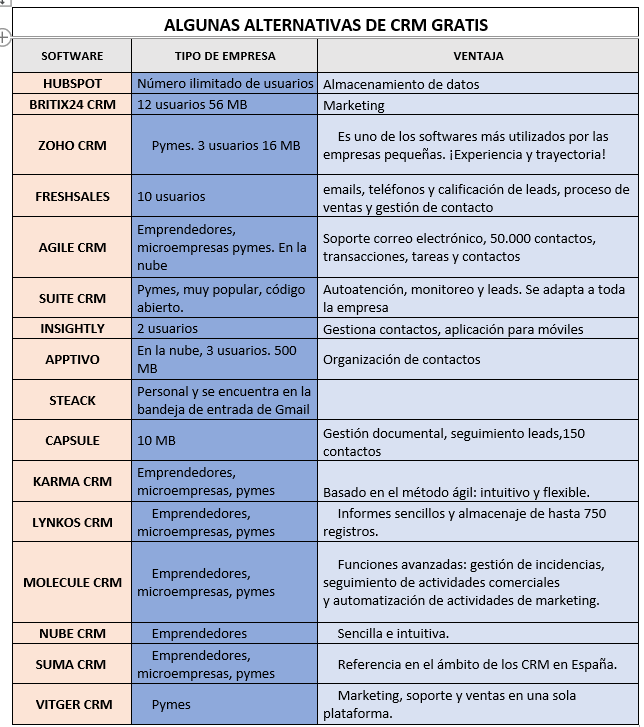 ALGUNAS ALTERNATIVAS DE CRM GRATIS
SOFTWARE TIPO DE EMPRESA VENTAJA
HUBSPOT Número ilimitado de usuarios Almacenamiento de datos
BRITIX24 CRM 12 usuarios 56 MB Marketing
ZOHO CRM Pymes. 3 usuarios 16 MB Es uno de los softwares más utilizados por las
empresas pequeñas. ¡Experiencia y trayectoria!
FRESHSALES 10 usuarios emails, teléfonos y calificación de leads, proceso de
ventas y gestión de contacto
AGILE CRM Emprendedores,
microempresas pymes. En la
nube
Soporte correo electrónico, 50.000 contactos,
transacciones, tareas y contactos
SUITE CRM Pymes, muy popular, código
abierto.
Autoatención, monitoreo y leads. Se adapta a toda
la empresa
INSIGHTLY 2 usuarios Gestiona contactos, aplicación para móviles
APPTIVO En la nube, 3 usuarios. 500
MB
Organización de contactos
STEACK Personal y se encuentra en la
bandeja de entrada de Gmail
CAPSULE 10 MB Gestión documental, seguimiento leads,150
contactos
KARMA CRM Emprendedores,
microempresas, pymes
Basado en el método ágil: intuitivo y flexible.
LYNKOS CRM Emprendedores,
microempresas, pymes
Informes sencillos y almacenaje de hasta 750
registros.
MOLECULE CRM Emprendedores,
microempresas, pymes
Funciones avanzadas: gestión de incidencias,
seguimiento de actividades comerciales
y automatización de actividades de marketing.
NUBE CRM Emprendedores Sencilla e intuitiva.
SUMA CRM Emprendedores,
microempresas, pymes
Referencia en el ámbito de los CRM en España.
VITGER CRM Pymes Marketing, soporte y ventas en una sola
plataforma.